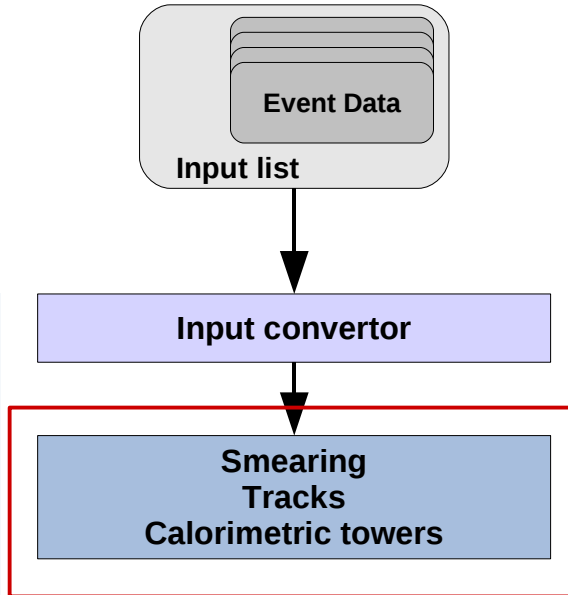 Event Data
Input list
Input convertor
Smearing
Tracks
Calorimetric towers